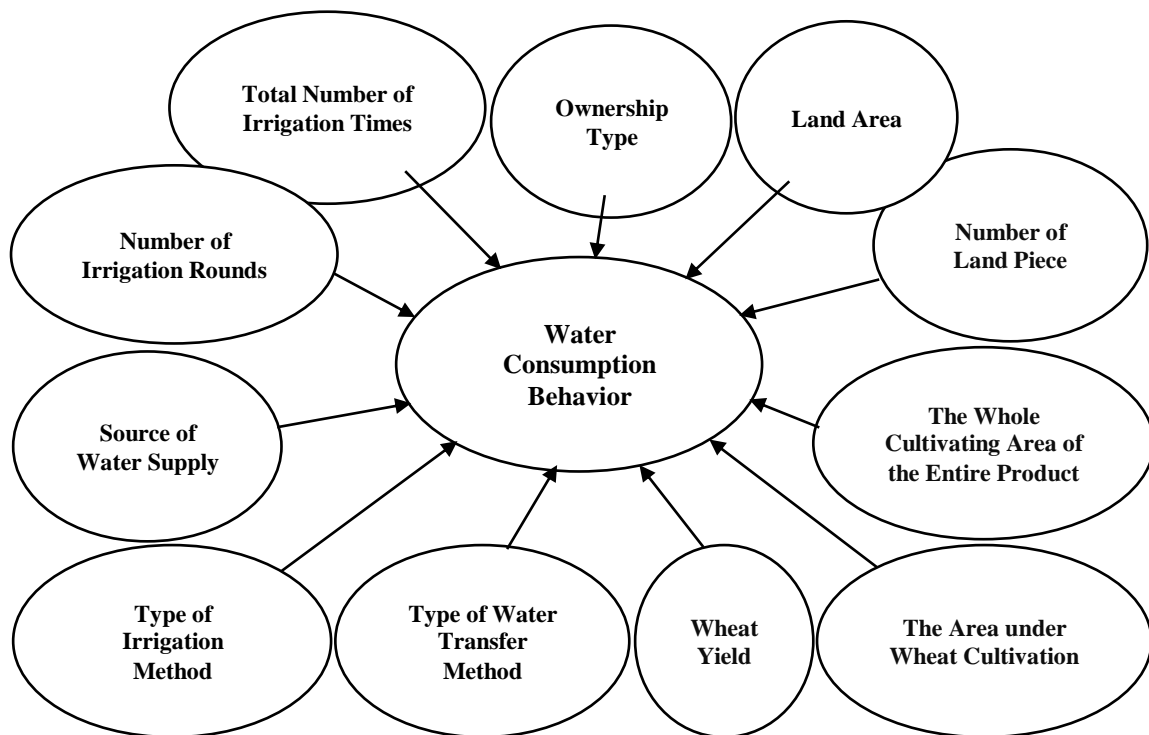 Total Number of
Irrigation Times
Ownership
Type
Land Area
Number of
Irrigation Rounds
Number of
Land Piece
Water
Consumption
Behavior
Source of
Water Supply
The Whole
Cultivating Area of
the Entire Product
Type of
Irrigation
Method
Type of Water
Transfer
Method
Wheat
Yield
The Area under
Wheat Cultivation